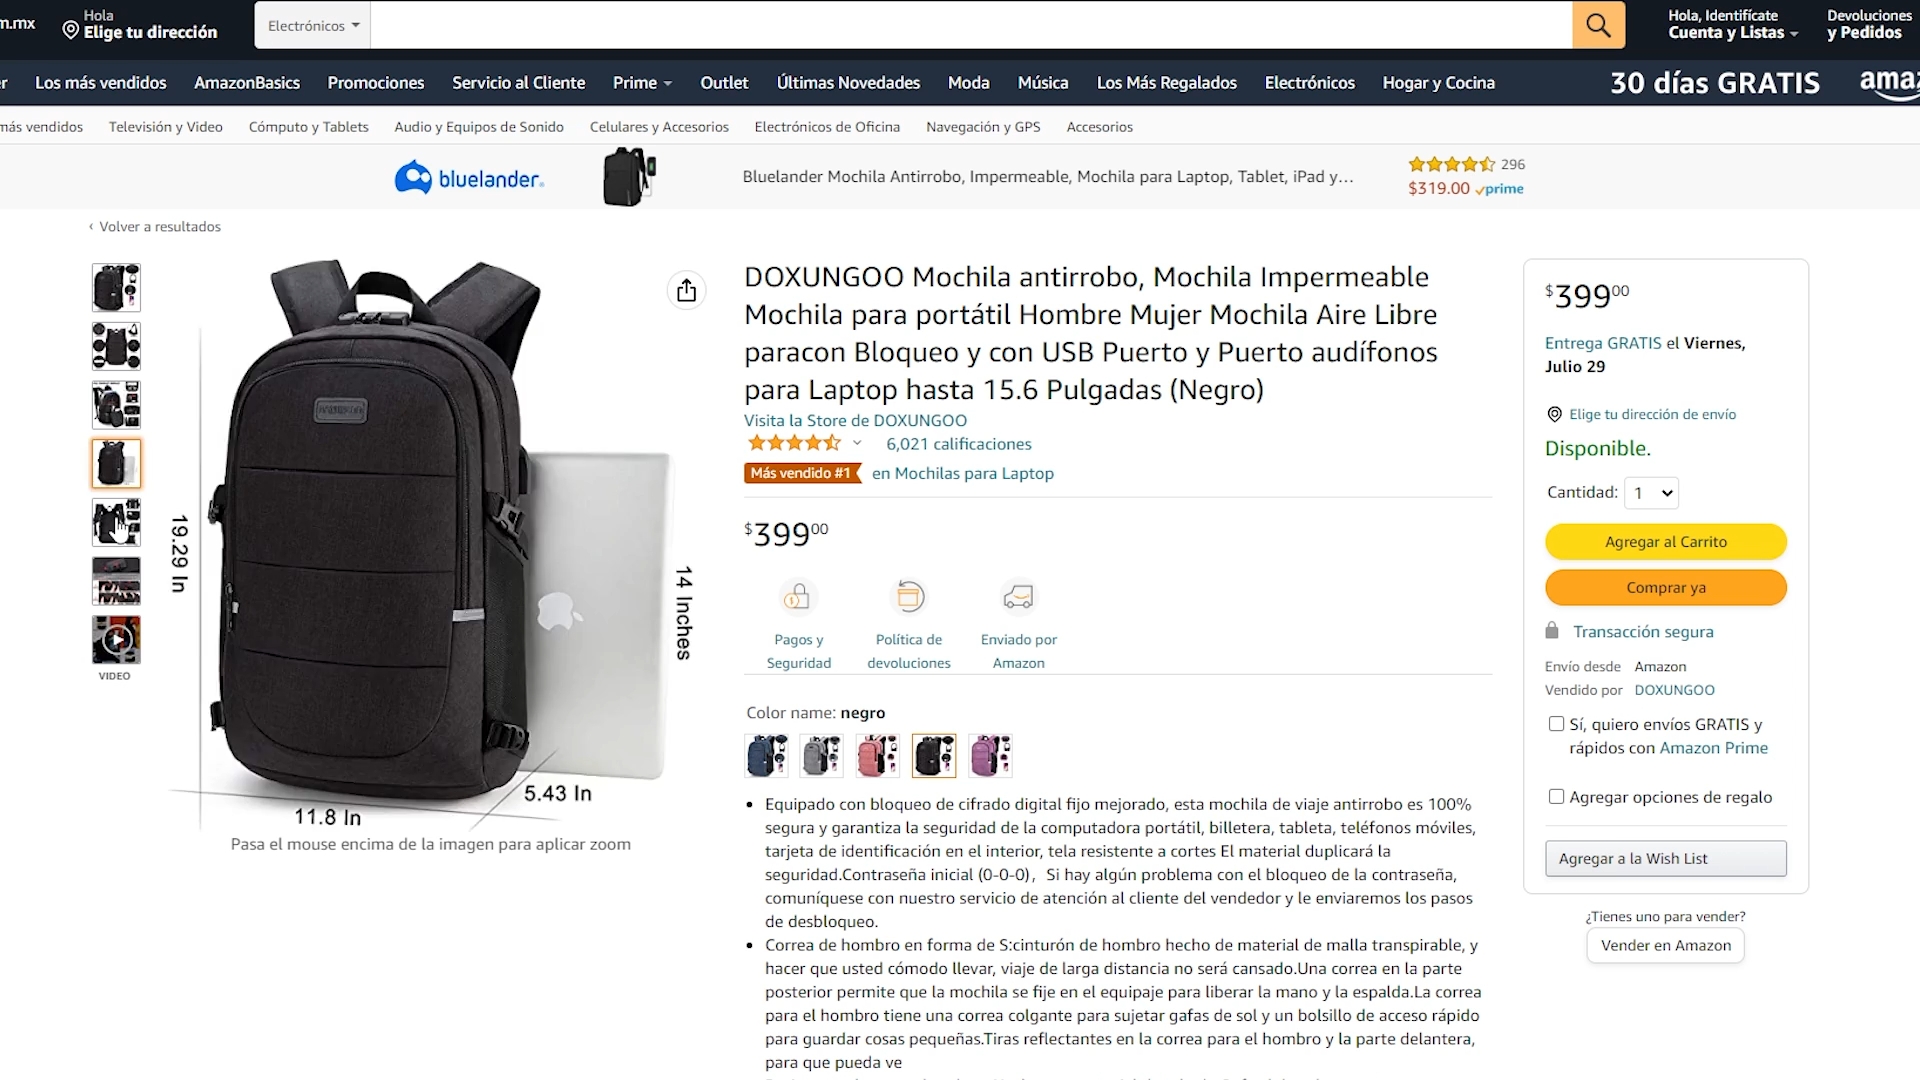 m.mx
Hola
Elige tu dirección
Electrónicos
Hola, Identifícate
Cuenta y Listas
Devoluciones
y Pedidos
Los más vendidos
AmazonBasics
Promociones
Servicio al Cliente
Prime
Outlet
Últimas Novedades
Moda
Música
Los Más Regalados
Electrónicos
Hogar y Cocina
30 días GRATIS
más vendidos
Televisión y Video
Cómputo y Tablets
Audio y Equipos de Sonido
Celulares y Accesorios
Electrónicos de Oficina
Navegación y GPS
Accesorios
bluelander
Bluelander Mochila Antirrobo, Impermeable, Mochila para Laptop, Tablet, iPad y…
296
$319.00 prime
‹ Volver a resultados
19.29 In
14 Inches
5.43 In
11.8 In
Pasa el mouse encima de la imagen para aplicar zoom
VIDEO
DOXUNGOO Mochila antirrobo, Mochila Impermeable
Mochila para portátil Hombre Mujer Mochila Aire Libre
paracon Bloqueo y con USB Puerto y Puerto audífonos
para Laptop hasta 15.6 Pulgadas (Negro)
Visita la Store de DOXUNGOO
6,021 calificaciones
Más vendido #1 en Mochilas para Laptop
$399 00
Pagos y
Seguridad
Política de
devoluciones
Enviado por
Amazon
Color name: negro
• Equipado con bloqueo de cifrado digital fijo mejorado, esta mochila de viaje antirrobo es 100%
segura y garantiza la seguridad de la computadora portátil, billetera, tableta, teléfonos móviles,
tarjeta de identificación en el interior, tela resistente a cortes El material duplicará la
seguridad.Contraseña inicial (0-0-0)，Si hay algún problema con el bloqueo de la contraseña,
comuníquese con nuestro servicio de atención al cliente del vendedor y le enviaremos los pasos
de desbloqueo.
• Correa de hombro en forma de S:cinturón de hombro hecho de material de malla transpirable, y
hacer que usted cómodo llevar, viaje de larga distancia no será cansado.Una correa en la parte
posterior permite que la mochila se fije en el equipaje para liberar la mano y la espalda.La correa
para el hombro tiene una correa colgante para sujetar gafas de sol y un bolsillo de acceso rápido
para guardar cosas pequeñas.Tiras reflectantes en la correa para el hombro y la parte delantera,
para que pueda ve
$399 00
Entrega GRATIS el Viernes,
Julio 29
Elige tu dirección de envío
Disponible.
Cantidad: 1
Agregar al Carrito
Comprar ya
Transacción segura
Envío desde Amazon
Vendido por DOXUNGOO
Sí, quiero envíos GRATIS y
rápidos con Amazon Prime
Agregar opciones de regalo
Agregar a la Wish List
¿Tienes uno para vender?
Vender en Amazon